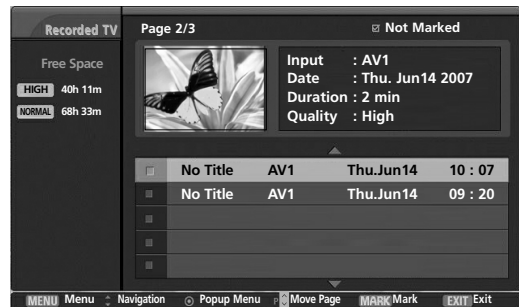 Recorded TV
Page 2/3
Not Marked
Free Space
HIGH 40h 11m
NORMAL 68h 33m
Input : AV1
Date : Thu. Jun14 2007
Duration : 2 min
Quality : High
No Title AV1 Thu.Jun14 10 : 07
No Title AV1 Thu.Jun14 09 : 20
MENU Menu Navigation Popup Menu P Move Page MARK Mark EXIT Exit